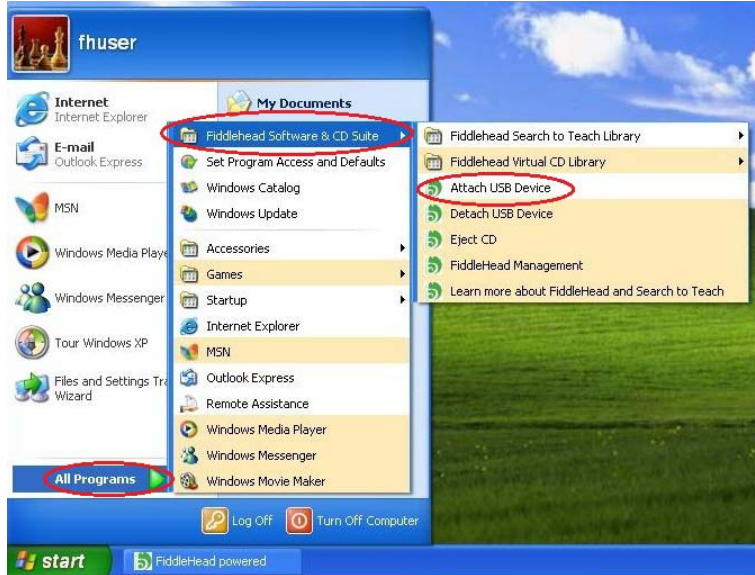 fhuser
Internet
Internet Explorer
E-mail
Outlook Express
MSN
Windows Media Playe
Windows Messenger
Tour Windows XP
Files and Settings Tra
Wizard
All Programs
My Documents
Fiddlehead Software & CD Suite
Set Program Access and Defaults
Windows Catalog
Windows Update
Accessories
Games
Startup
Internet Explorer
MSN
Outlook Express
Remote Assistance
Windows Media Player
Windows Messenger
Windows Movie Maker
Fiddlehead Search to Teach Library
Fiddlehead Virtual CD Library
Attach USB Device
Detach USB Device
Eject CD
FiddleHead Management
Learn more about FiddleHead and Search to Teach
Log Off
Turn Off Computer
start
FiddleHead powered